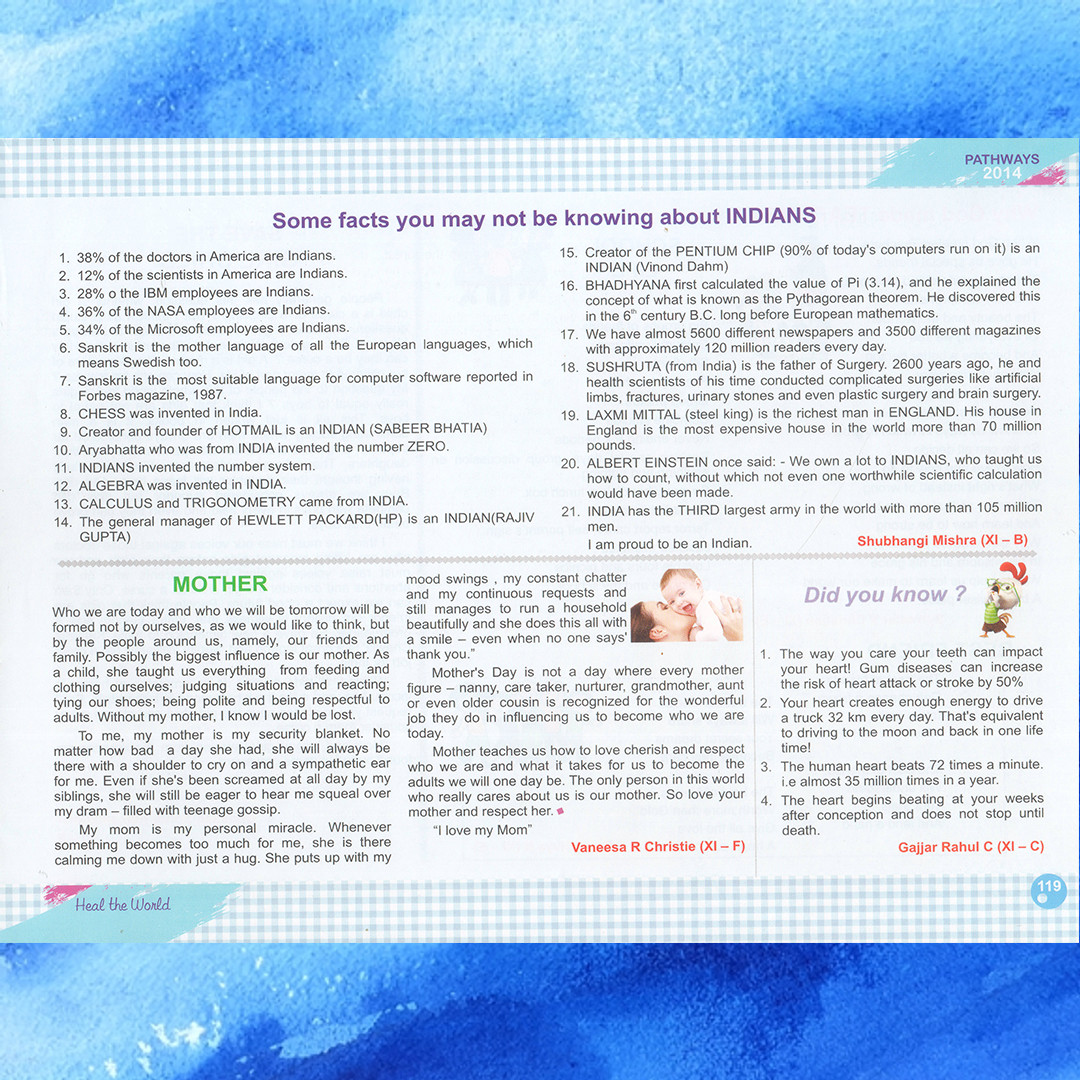 PATHWAYS
2014
Some facts you may not be knowing about INDIANS
1. 38% of the doctors in America are Indians.
2. 12% of the scientists in America are Indians.
3. 28% o the IBM employees are Indians.
4. 36% of the NASA employees are Indians.
5. 34% of the Microsoft employees are Indians.
6. Sanskrit is the mother language of all the European languages, which
means Swedish too.
7. Sanskrit is the most suitable language for computer software reported in
Forbes magazine, 1987.
8. CHESS was invented in India.
9. Creator and founder of HOTMAIL is an INDIAN (SABEER BHATIA)
10. Aryabhatta who was from INDIA invented the number ZERO.
11. INDIANS invented the number system.
12. ALGEBRA was invented in INDIA.
13. CALCULUS and TRIGONOMETRY came from INDIA.
14. The general manager of HEWLETT PACKARD(HP) is an INDIAN(RAJIV
GUPTA)
15. Creator of the PENTIUM CHIP (90% of today's computers run on it) is an
INDIAN (Vinond Dahm)
16. BHADHYANA first calculated the value of Pi (3.14), and he explained the
concept of what is known as the Pythagorean theorem. He discovered this
in the 6th century B.C. long before European mathematics.
17. We have almost 5600 different newspapers and 3500 different magazines
with approximately 120 million readers every day.
18. SUSHRUTA (from India) is the father of Surgery. 2600 years ago, he and
health scientists of his time conducted complicated surgeries like artificial
limbs, fractures, urinary stones and even plastic surgery and brain surgery.
19. LAXMI MITTAL (steel king) is the richest man in ENGLAND. His house in
England is the most expensive house in the world more than 70 million
pounds.
20. ALBERT EINSTEIN once said: - We own a lot to INDIANS, who taught us
how to count, without which not even one worthwhile scientific calculation
would have been made.
21. INDIA has the THIRD largest army in the world with more than 105 million
men.
I am proud to be an Indian.
Shubhangi Mishra (XI – B)
MOTHER
Who we are today and who we will be tomorrow will be
formed not by ourselves, as we would like to think, but
by the people around us, namely, our friends and
family. Possibly the biggest influence is our mother. As
a child, she taught us everything from feeding and
clothing ourselves; judging situations and reacting;
tying our shoes; being polite and being respectful to
adults. Without my mother, I know I would be lost.
To me, my mother is my security blanket. No
matter how bad a day she had, she will always be
there with a shoulder to cry on and a sympathetic ear
for me. Even if she's been screamed at all day by my
siblings, she will still be eager to hear me squeal over
my dram – filled with teenage gossip.
My mom is my personal miracle. Whenever
something becomes too much for me, she is there
calming me down with just a hug. She puts up with my
mood swings , my constant chatter
and my continuous requests and
still manages to run a household
beautifully and she does this all with
a smile – even when no one says'
thank you."
Mother's Day is not a day where every mother
figure – nanny, care taker, nurturer, grandmother, aunt
or even older cousin is recognized for the wonderful
job they do in influencing us to become who we are
today.
Mother teaches us how to love cherish and respect
who we are and what it takes for us to become the
adults we will one day be. The only person in this world
who really cares about us is our mother. So love your
mother and respect her.
"I love my Mom"
Vaneesa R Christie (XI – F)
Did you know ?
1. The way you care your teeth can impact
your heart! Gum diseases can increase
the risk of heart attack or stroke by 50%
2. Your heart creates enough energy to drive
a truck 32 km every day. That's equivalent
to driving to the moon and back in one life
time!
3. The human heart beats 72 times a minute.
i.e almost 35 million times in a year.
4. The heart begins beating at your weeks
after conception and does not stop until
death.
Gajjar Rahul C (XI – C)
Heal the World
119